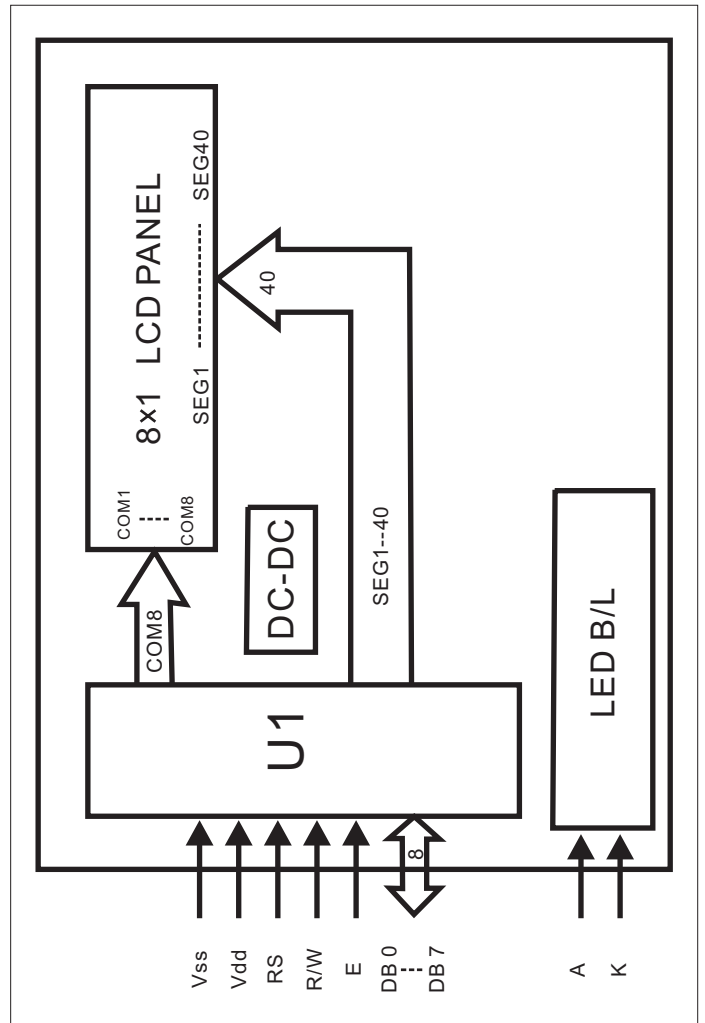 Vss
Vdd
RS
R/W
E
DB0
DB7
A
K
8
U1
COM8
COM1
COM8
8×1 LCD PANEL
SEG1
SEG40
40
DC-DC
SEG1--40
LED B/L